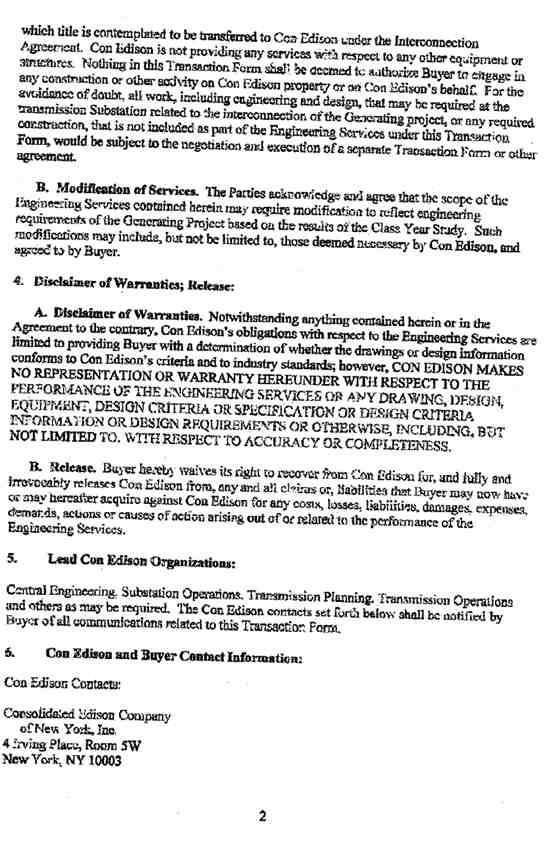 which title is contemplated to be transferred to Con Edison under the Interconnection
Agreement. Con Edison is not providing any services with respect to any other equipment or
structures. Nothing in this Transaction Form shall be deemed to authorize Buyer to engage in
any construction or other activity on Con Edison property or on Con Edison's behalf. For the
avoidance of doubt, all work, including engineering and design, that may be required at the
transmission Substation related to the interconnection of the Generating project, or any required
construction, that is not included as part of the Engineering Services under this Transaction
Form, would be subject to the negotiation and execution of a separate Transaction Form or other
agreement.
B. Modification of Services. The Parties acknowledge and agree that the scope of the
Engineering Services contained herein may require modification to reflect engineering
requirements of the Generating Project based on the results of the Class Year Study. Such
modifications may include, but not be limited to, those deemed necessary by Con Edison, and
agreed to by Buyer.
4. Disclaimer of Warranties; Release:
A. Disclaimer of Warranties. Notwithstanding anything contained herein or in the
Agreement to the contrary, Con Edison's obligations with respect to the Engineering Services are
limited to providing Buyer with a determination of whether the drawings or design information
conforms to Con Edison's criteria and to industry standards; however, CON EDISON MAKES
NO REPRESENTATION OR WARRANTY HEREUNDER WITH RESPECT TO THE
PERFORMANCE OF THE ENGINEERING SERVICES OR ANY DRAWING, DESIGN,
EQUIPMENT, DESIGN CRITERIA OR SPECIFICATION OR DESIGN CRITERIA
INFORMATION OR DESIGN REQUIREMENTS OR OTHERWISE, INCLUDING, BUT
NOT LIMITED TO, WITH RESPECT TO ACCURACY OR COMPLETENESS.
B. Release. Buyer hereby waives its right to recover from Con Edison for, and fully and
irrevocably releases Con Edison from, any and all claims or, liabilities that Buyer may now have
or may hereafter acquire against Con Edison for any costs, losses, liabilities, damages, expenses,
demands, actions or causes of action arising out of or related to the performance of the
Engineering Services.
5. Lead Con Edison Organizations:
Central Engineering, Substation Operations, Transmission Planning, Transmission Operations
and others as may be required. The Con Edison contacts set forth below shall be notified by
Buyer of all communications related to this Transaction Form.
6. Con Edison and Buyer Contact Information:
Con Edison Contacts:
Consolidated Edison Company
of New York, Inc.
4 Irving Place, Room 5W
New York, NY 10003
2